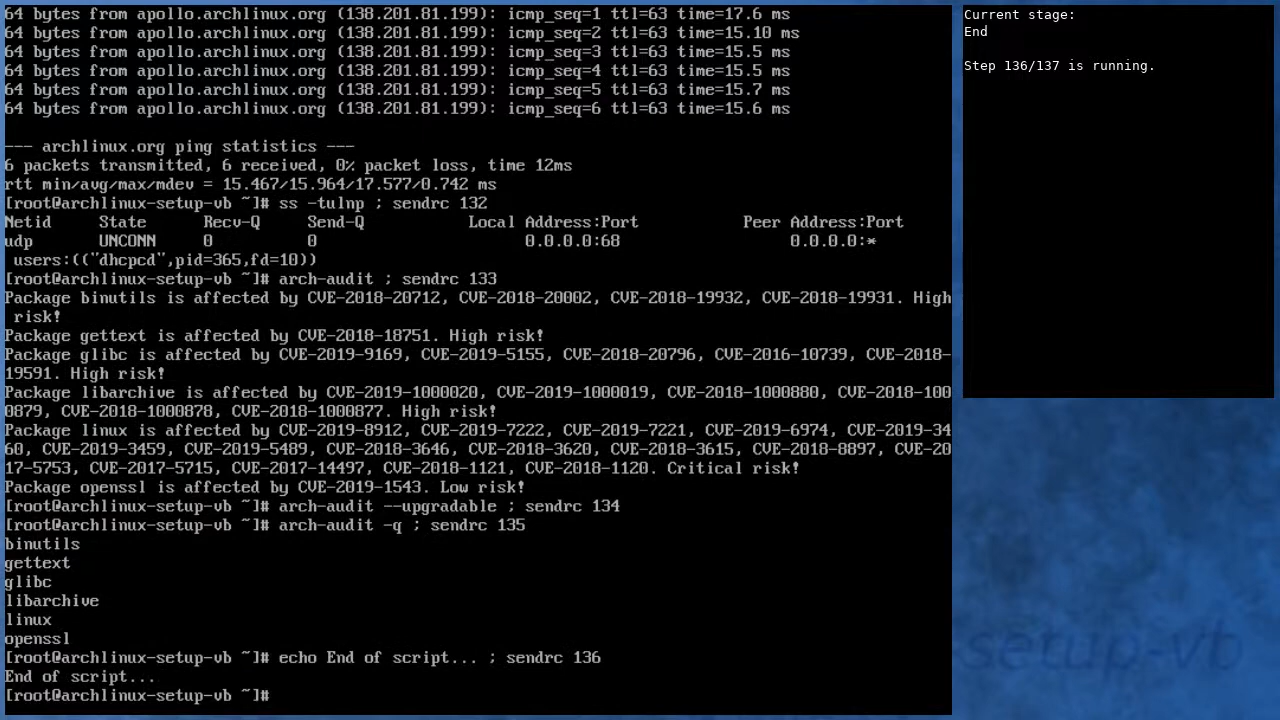 64 bytes from apollo.archlinux.org (138.201.81.199): icmp_seq=1 ttl=63 time=17.6 ms
64 bytes from apollo.archlinux.org (138.201.81.199): icmp_seq=2 ttl=63 time=15.10 ms
64 bytes from apollo.archlinux.org (138.201.81.199): icmp_seq=3 ttl=63 time=15.5 ms
64 bytes from apollo.archlinux.org (138.201.81.199): icmp_seq=4 ttl=63 time=15.5 ms
64 bytes from apollo.archlinux.org (138.201.81.199): icmp_seq=5 ttl=63 time=15.7 ms
64 bytes from apollo.archlinux.org (138.201.81.199): icmp_seq=6 ttl=63 time=15.6 ms
--- archlinux.org ping statistics ---
6 packets transmitted, 6 received, 0% packet loss, time 12ms
rtt min/avg/max/mdev = 15.467/15.964/17.577/0.742 ms
[root@archlinux-setup-vb ~]# ss -tulnp ; sendrc 132
Netid     State      Recv-Q     Send-Q           Local Address:Port             Peer Address:Port
udp       UNCONN     0          0                      0.0.0.0:68                  0.0.0.0:*
 users:(("dhcpcd",pid=365,fd=10))
[root@archlinux-setup-vb ~]# arch-audit ; sendrc 133
Package binutils is affected by CVE-2018-20712, CVE-2018-20002, CVE-2018-19932, CVE-2018-19931. High
 risk!
Package gettext is affected by CVE-2018-18751. High risk!
Package glibc is affected by CVE-2019-9169, CVE-2019-5155, CVE-2018-20796, CVE-2016-10739, CVE-2018-
19591. High risk!
Package libarchive is affected by CVE-2019-1000020, CVE-2019-1000019, CVE-2018-1000880, CVE-2018-100
0879, CVE-2018-1000878, CVE-2018-1000877. High risk!
Package linux is affected by CVE-2019-8912, CVE-2019-7222, CVE-2019-7221, CVE-2019-6974, CVE-2019-34
60, CVE-2019-3459, CVE-2019-5489, CVE-2018-3646, CVE-2018-3620, CVE-2018-3615, CVE-2018-8897, CVE-20
17-5753, CVE-2017-5715, CVE-2017-14497, CVE-2018-1121, CVE-2018-1120. Critical risk!
Package openssl is affected by CVE-2019-1543. Low risk!
[root@archlinux-setup-vb ~]# arch-audit --upgradable ; sendrc 134
[root@archlinux-setup-vb ~]# arch-audit -q ; sendrc 135
binutils
gettext
glibc
libarchive
linux
openssl
[root@archlinux-setup-vb ~]# echo End of script... ; sendrc 136
End of script...
[root@archlinux-setup-vb ~]#
Current stage:
End
Step 136/137 is running.
setup-vb